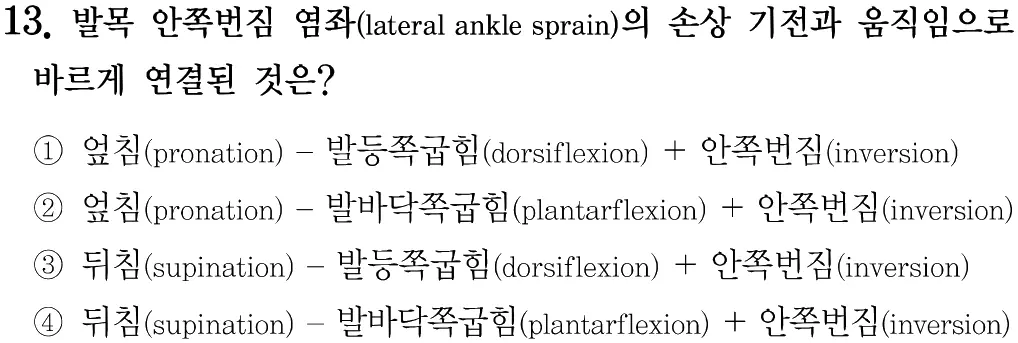 13. 발목 안쪽번짐 염좌(lateral ankle sprain)의 손상 기전과 움직임으로
바르게 연결된 것은?
① 엎침(pronation) – 발등쪽굽힘(dorsiflexion) + 안쪽번짐(inversion)
② 엎침(pronation) – 발바닥쪽굽힘(plantarflexion) + 안쪽번짐(inversion)
③ 뒤침(supination) – 발등쪽굽힘(dorsiflexion) + 안쪽번짐(inversion)
④ 뒤침(supination) – 발바닥쪽굽힘(plantarflexion) + 안쪽번짐(inversion)